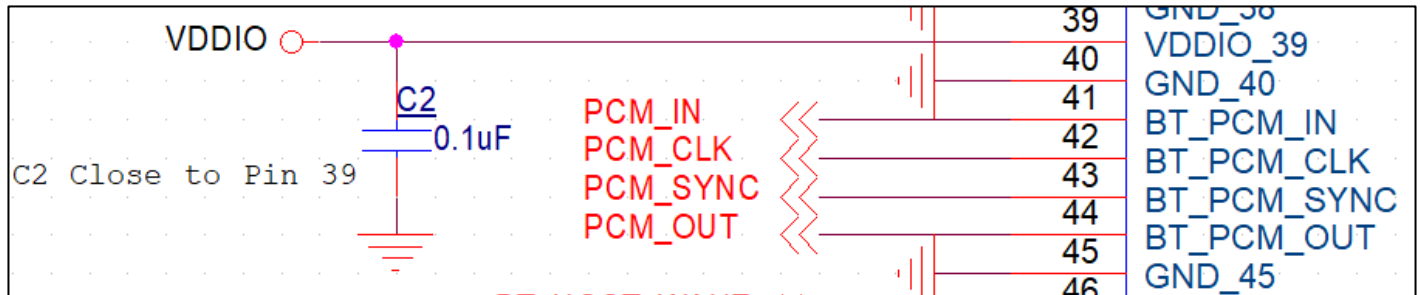 39
GND_38
VDDIO
VDDIO_39
40
GND_40
C2
41
PCM_IN
BT_PCM_IN
0.1uF
42
PCM_CLK
BT_PCM_CLK
C2 Close to Pin 39
43
PCM_SYNC
BT_PCM_SYNC
44
PCM_OUT
BT_PCM_OUT
45
GND_45
46